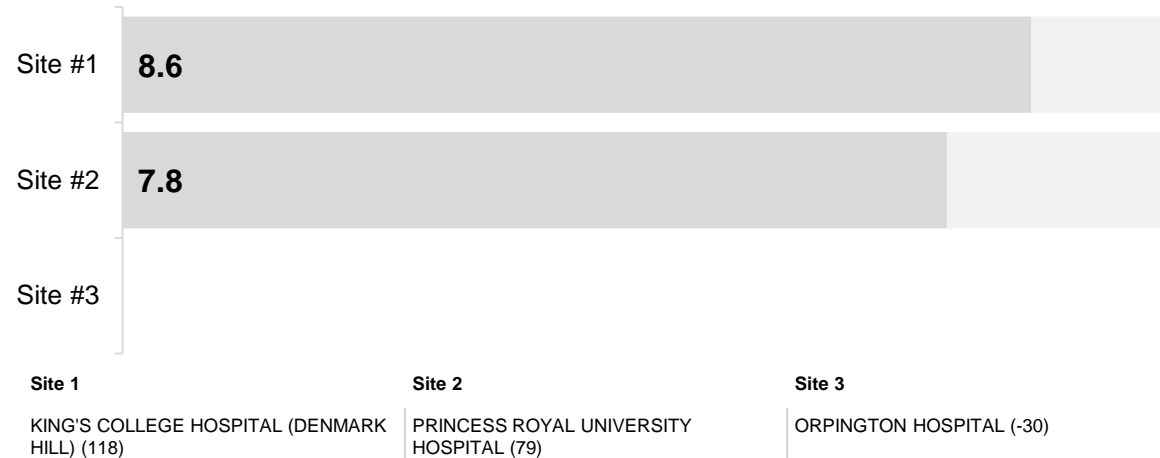 Site #1
8.6
Site #2
7.8
Site #3
Site 1
Site 2
Site 3
KING'S COLLEGE HOSPITAL (DENMARK
HILL) (118)
PRINCESS ROYAL UNIVERSITY
HOSPITAL (79)
ORPINGTON HOSPITAL (-30)